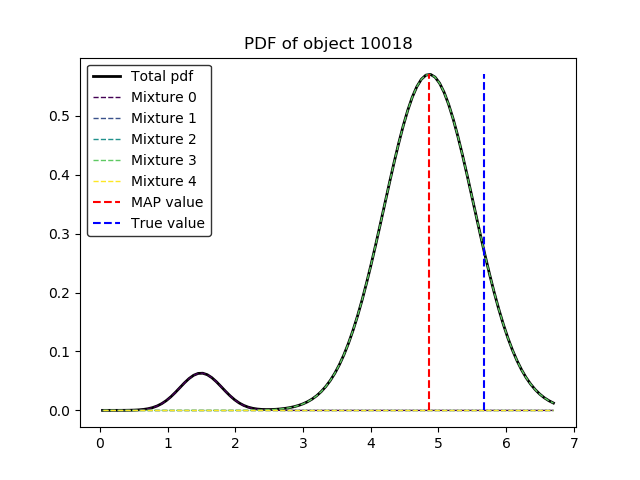 PDF of object 10018
Total pdf
Mixture 0
Mixture 1
Mixture 2
Mixture 3
Mixture 4
MAP value
True value
0.5
0.4
0.3
0.2
0.1
0.0
0 1 2 3 4 5 6 7